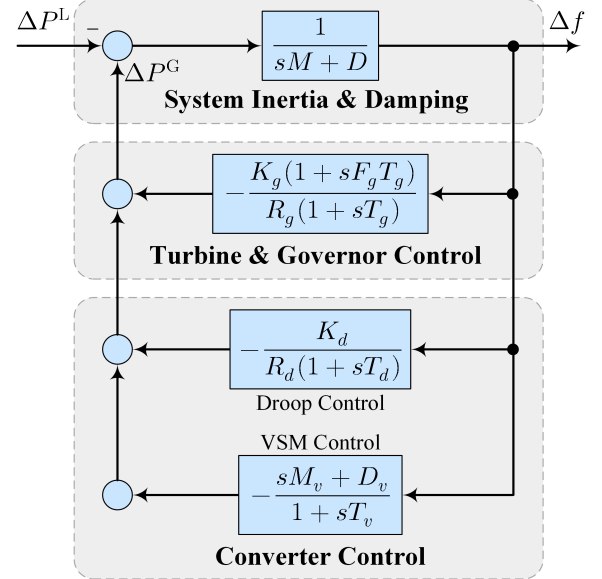 ΔP^L − Δf
1
sM + D
ΔP^G
System Inertia & Damping
− K_g(1 + sF_gT_g)
R_g(1 + sT_g)
Turbine & Governor Control
− K_d
R_d(1 + sT_d)
Droop Control
VSM Control
− sM_v + D_v
1 + sT_v
Converter Control